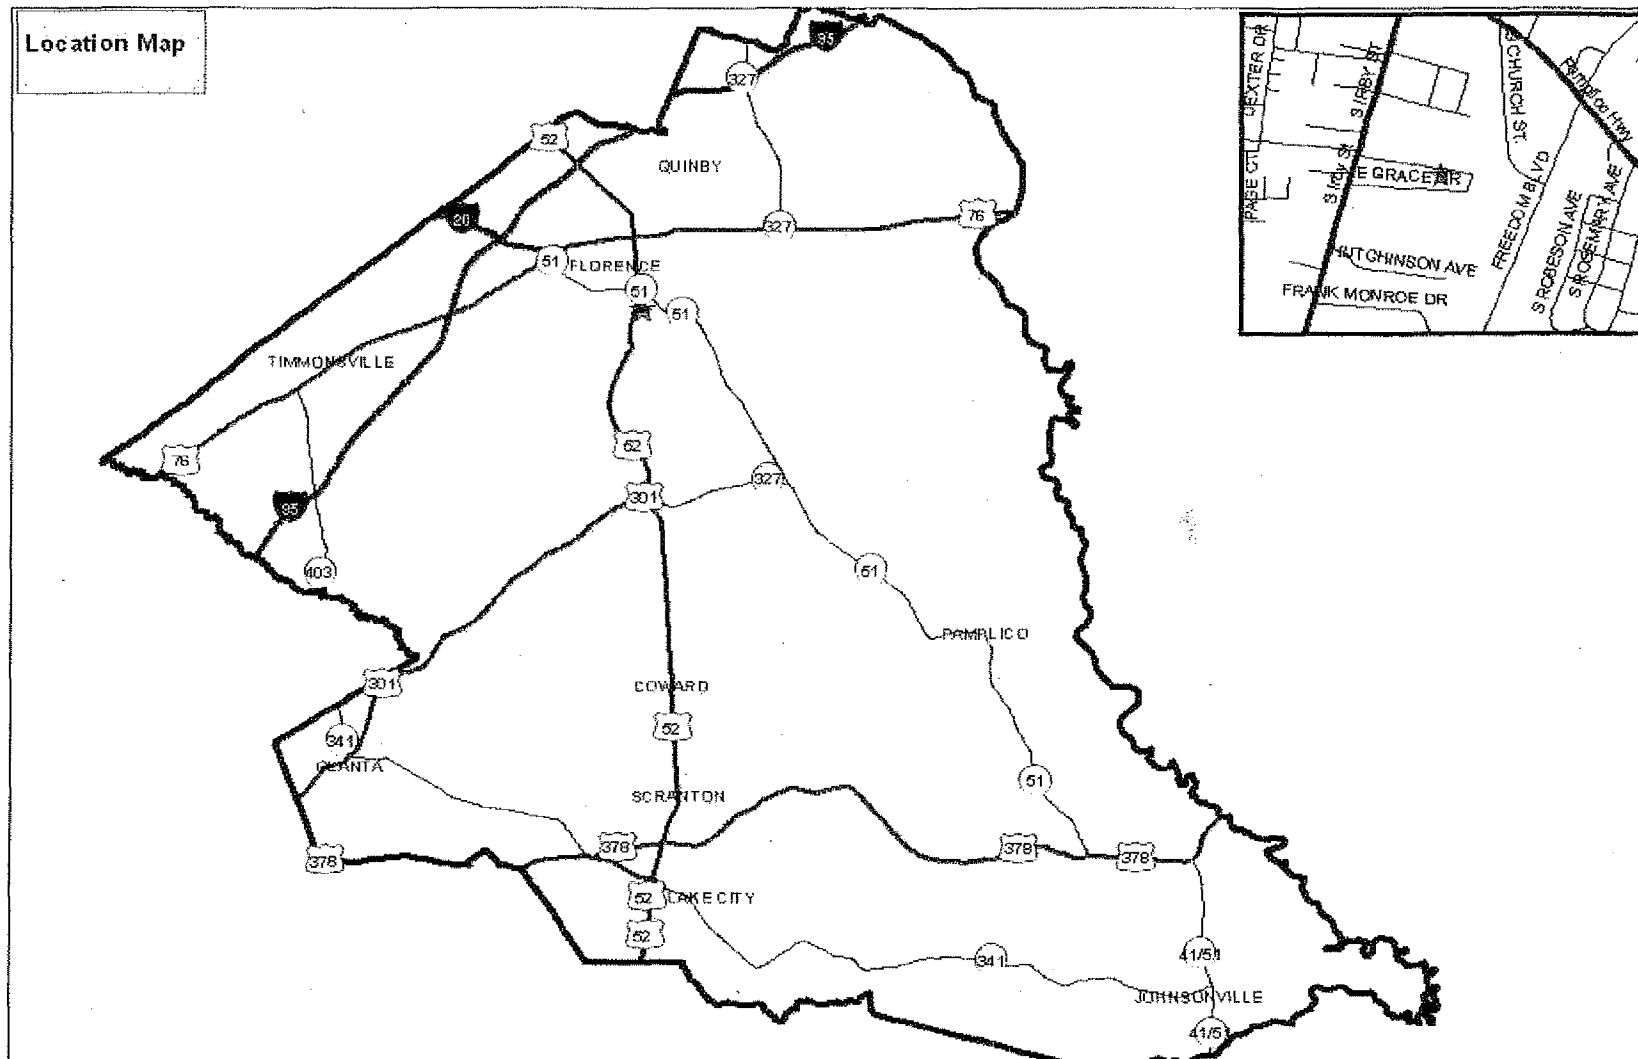 Location Map
95
327
52
QUINBY
20
327
76
51
FLORENCE
51
51
TIMMONSVILLE
52
76
327
301
95
51
403
PAMPLICO
301
COWARD
52
341
OLANTA
51
SCRANTON
378
378
378
378
52
LAKE CITY
52
341
41/51
JOHNSONVILLE
41/51
DEXTER DR
S IRBY ST
S CHURCH ST
Pamplico Hwy
PAGE CT
S Irby St
E GRACE DR
FREEDOM BLVD
S ROBESON AVE
S ROSEMARY AVE
HUTCHINSON AVE
FRANK MONROE DR